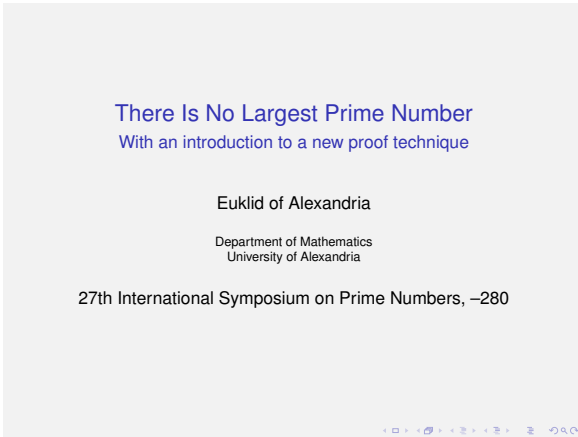 There Is No Largest Prime Number
With an introduction to a new proof technique
Euklid of Alexandria
Department of Mathematics
University of Alexandria
27th International Symposium on Prime Numbers, –280